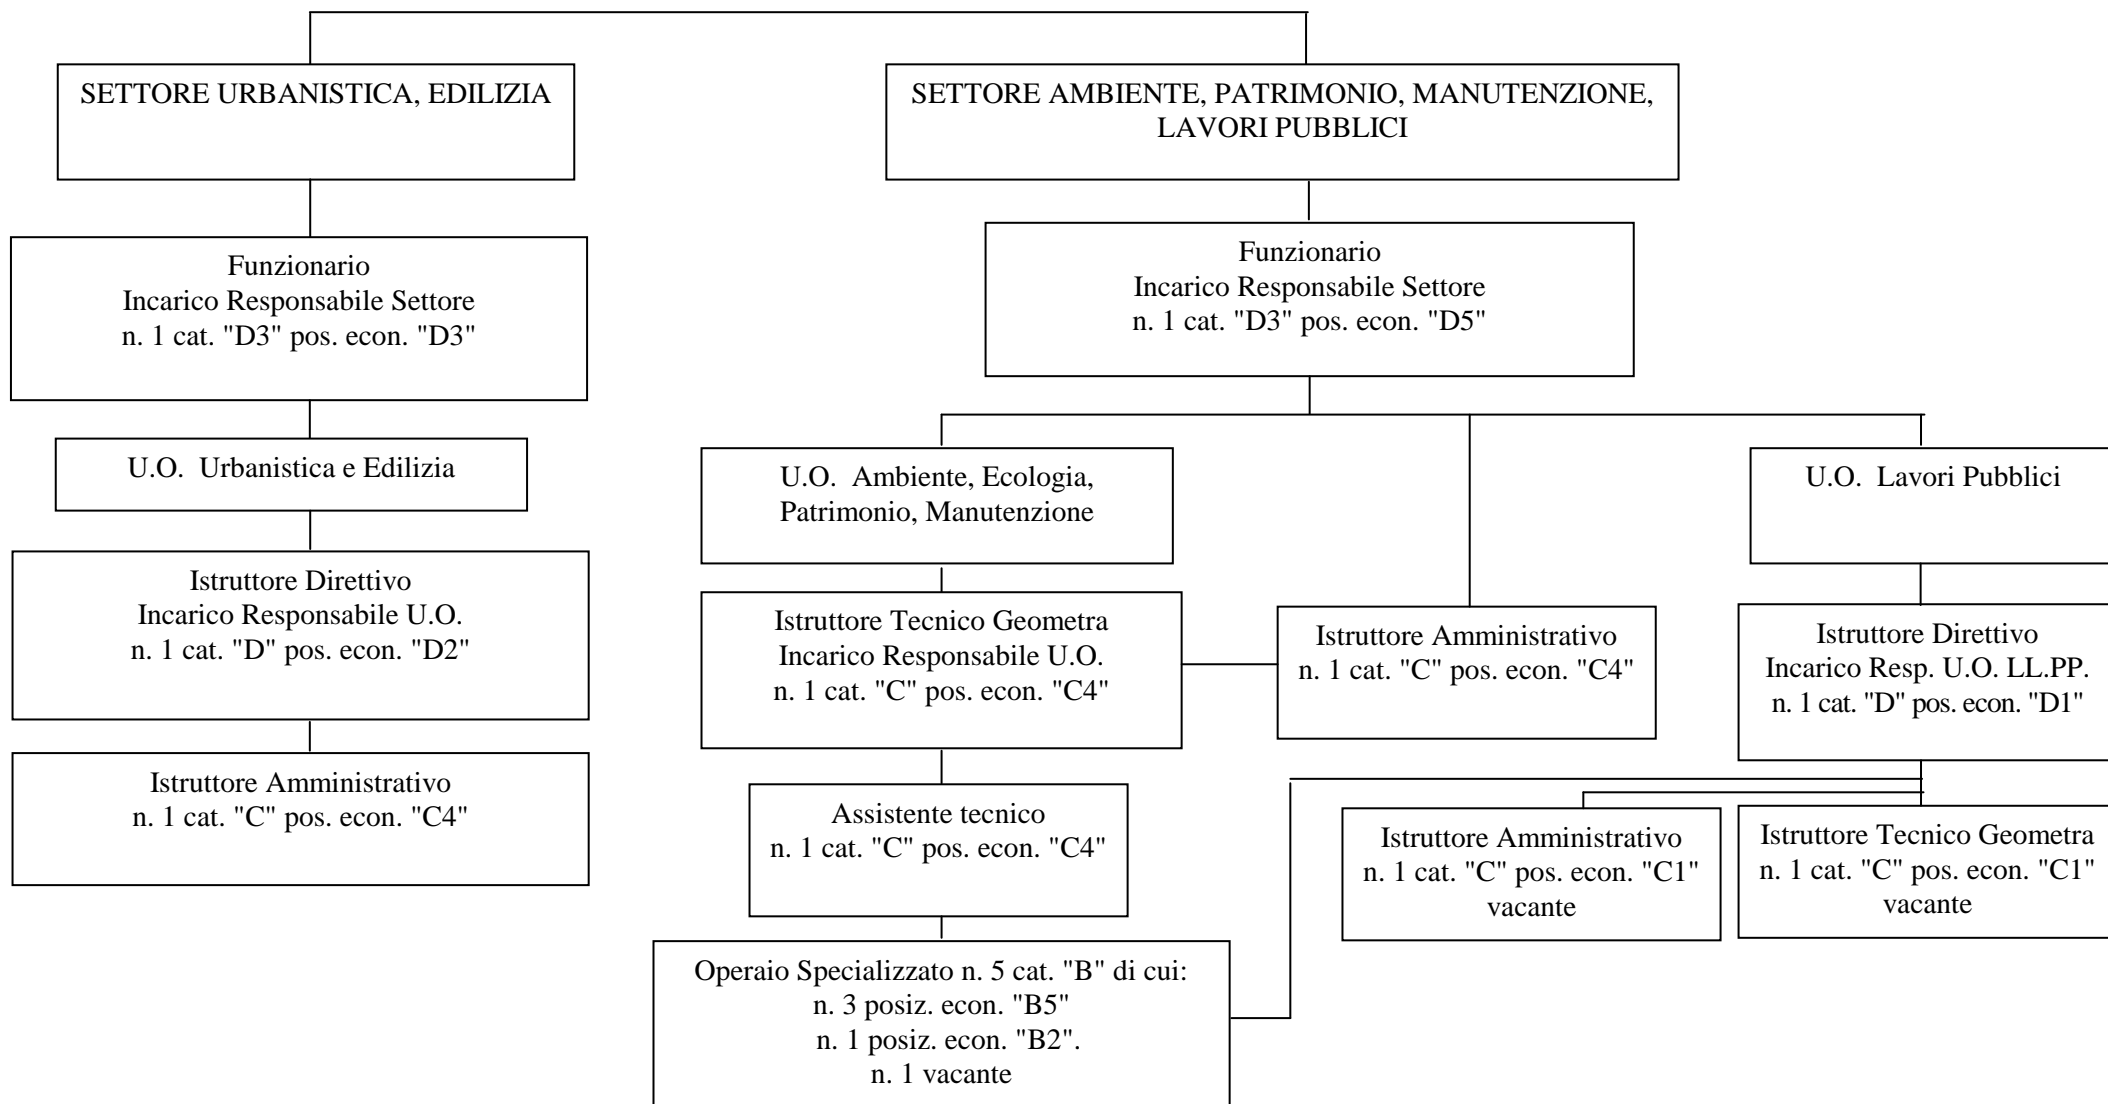 SETTORE URBANISTICA, EDILIZIA
SETTORE AMBIENTE, PATRIMONIO, MANUTENZIONE,
LAVORI PUBBLICI
Funzionario
Incarico Responsabile Settore
n. 1 cat. "D3" pos. econ. "D3"
Funzionario
Incarico Responsabile Settore
n. 1 cat. "D3" pos. econ. "D5"
U.O.  Urbanistica e Edilizia
U.O.  Ambiente, Ecologia,
Patrimonio, Manutenzione
U.O.  Lavori Pubblici
Istruttore Direttivo
Incarico Responsabile U.O.
n. 1 cat. "D" pos. econ. "D2"
Istruttore Tecnico Geometra
Incarico Responsabile U.O.
n. 1 cat. "C" pos. econ. "C4"
Istruttore Amministrativo
n. 1 cat. "C" pos. econ. "C4"
Istruttore Direttivo
Incarico Resp. U.O. LL.PP.
n. 1 cat. "D" pos. econ. "D1"
Istruttore Amministrativo
n. 1 cat. "C" pos. econ. "C4"
Assistente tecnico
n. 1 cat. "C" pos. econ. "C4"
Istruttore Amministrativo
n. 1 cat. "C" pos. econ. "C1"
vacante
Istruttore Tecnico Geometra
n. 1 cat. "C" pos. econ. "C1"
vacante
Operaio Specializzato n. 5 cat. "B" di cui:
n. 3 posiz. econ. "B5"
n. 1 posiz. econ. "B2".
n. 1 vacante